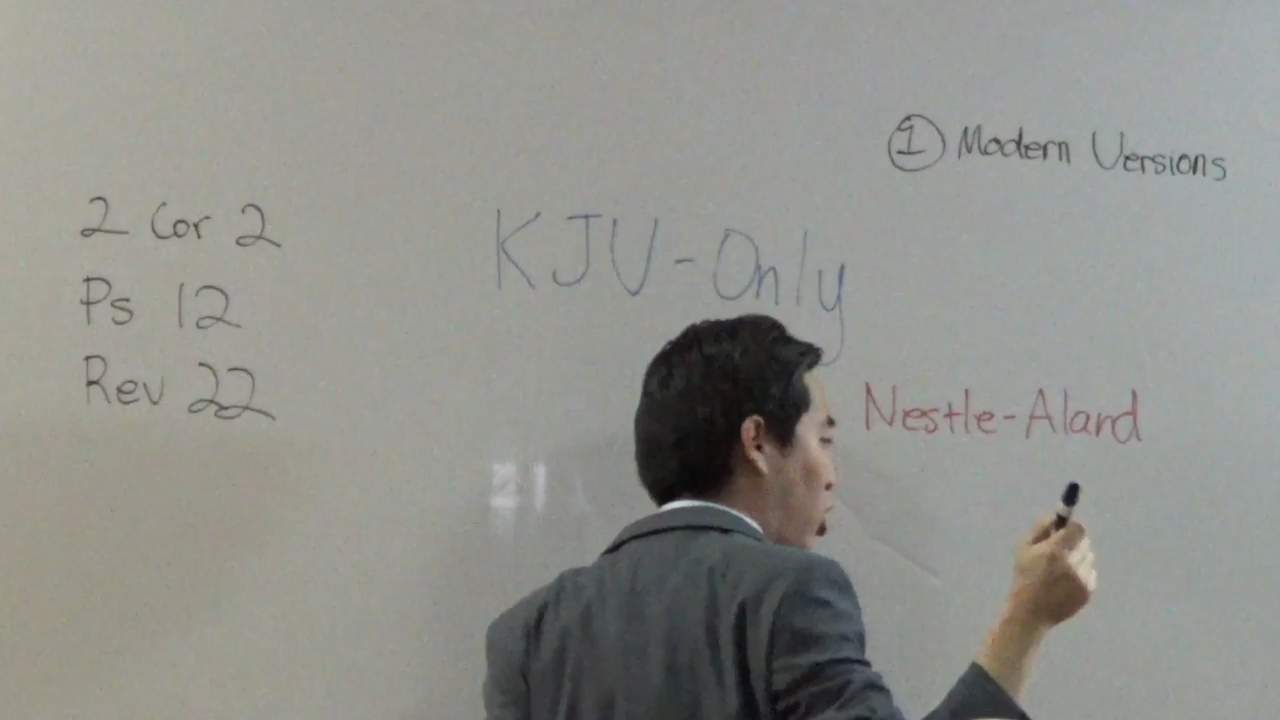 2 Cor 2
Ps 12
Rev 22
KJV-Only
① Modern Versions
Nestle-Aland